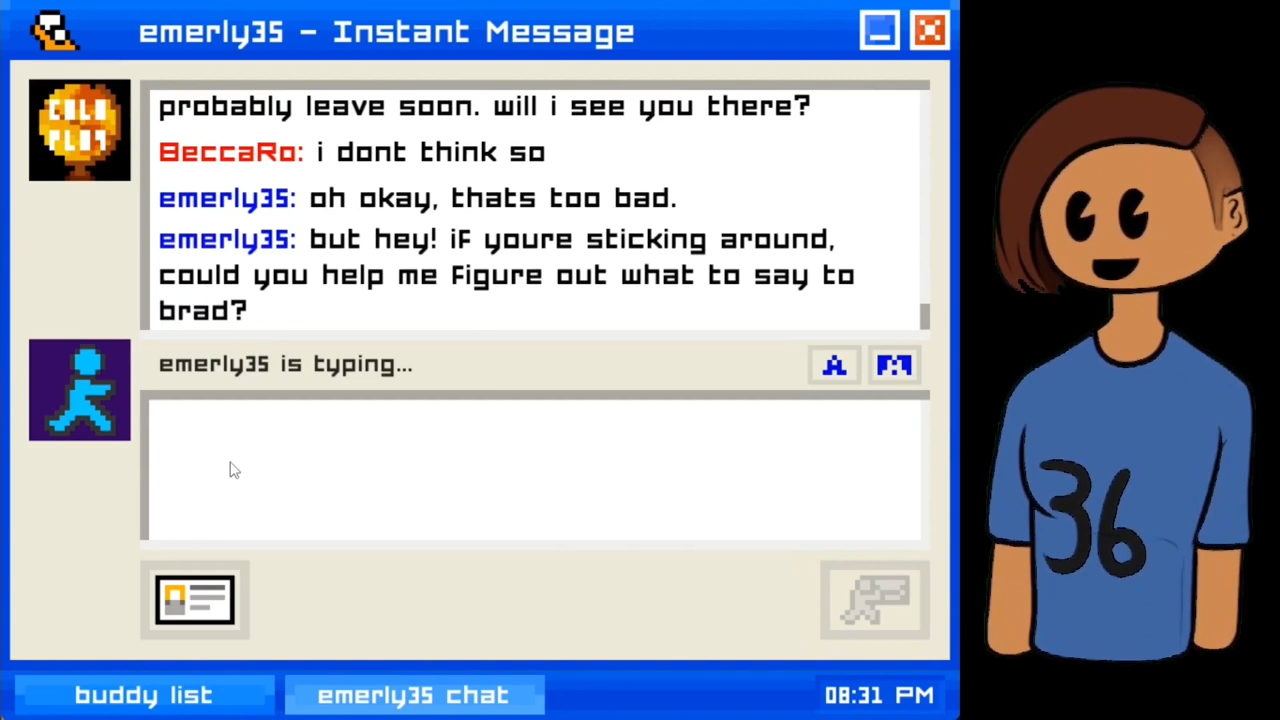 emerly35 - Instant Message
COLD
PLAY
probably leave soon. will i see you there?
BeccaRo: i dont think so
emerly35: oh okay, thats too bad.
emerly35: but hey! if youre sticking around,
could you help me figure out what to say to
brad?
emerly35 is typing...
A
buddy list
emerly35 chat
08:31 PM
36